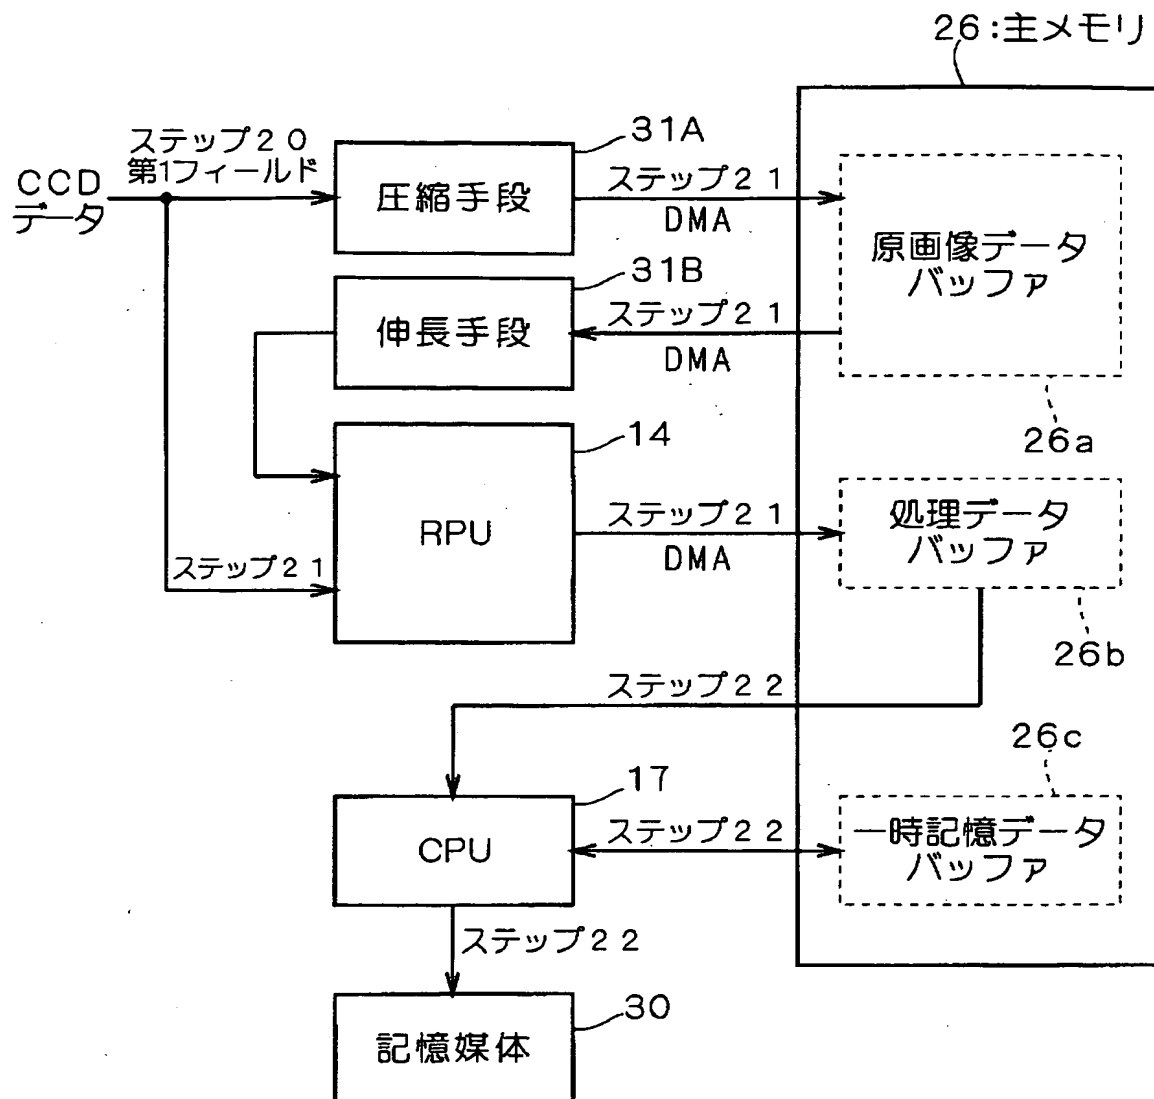 26:主メモリ
ステップ20
第1フィールド
CCD
データ
31A
圧縮手段
ステップ21
DMA
原画像データ
バッファ
31B
伸長手段
ステップ21
DMA
26a
14
RPU
ステップ21
ステップ21
DMA
処理データ
バッファ
26b
ステップ22
26c
17
CPU
ステップ22
一時記憶データ
バッファ
ステップ22
30
記憶媒体